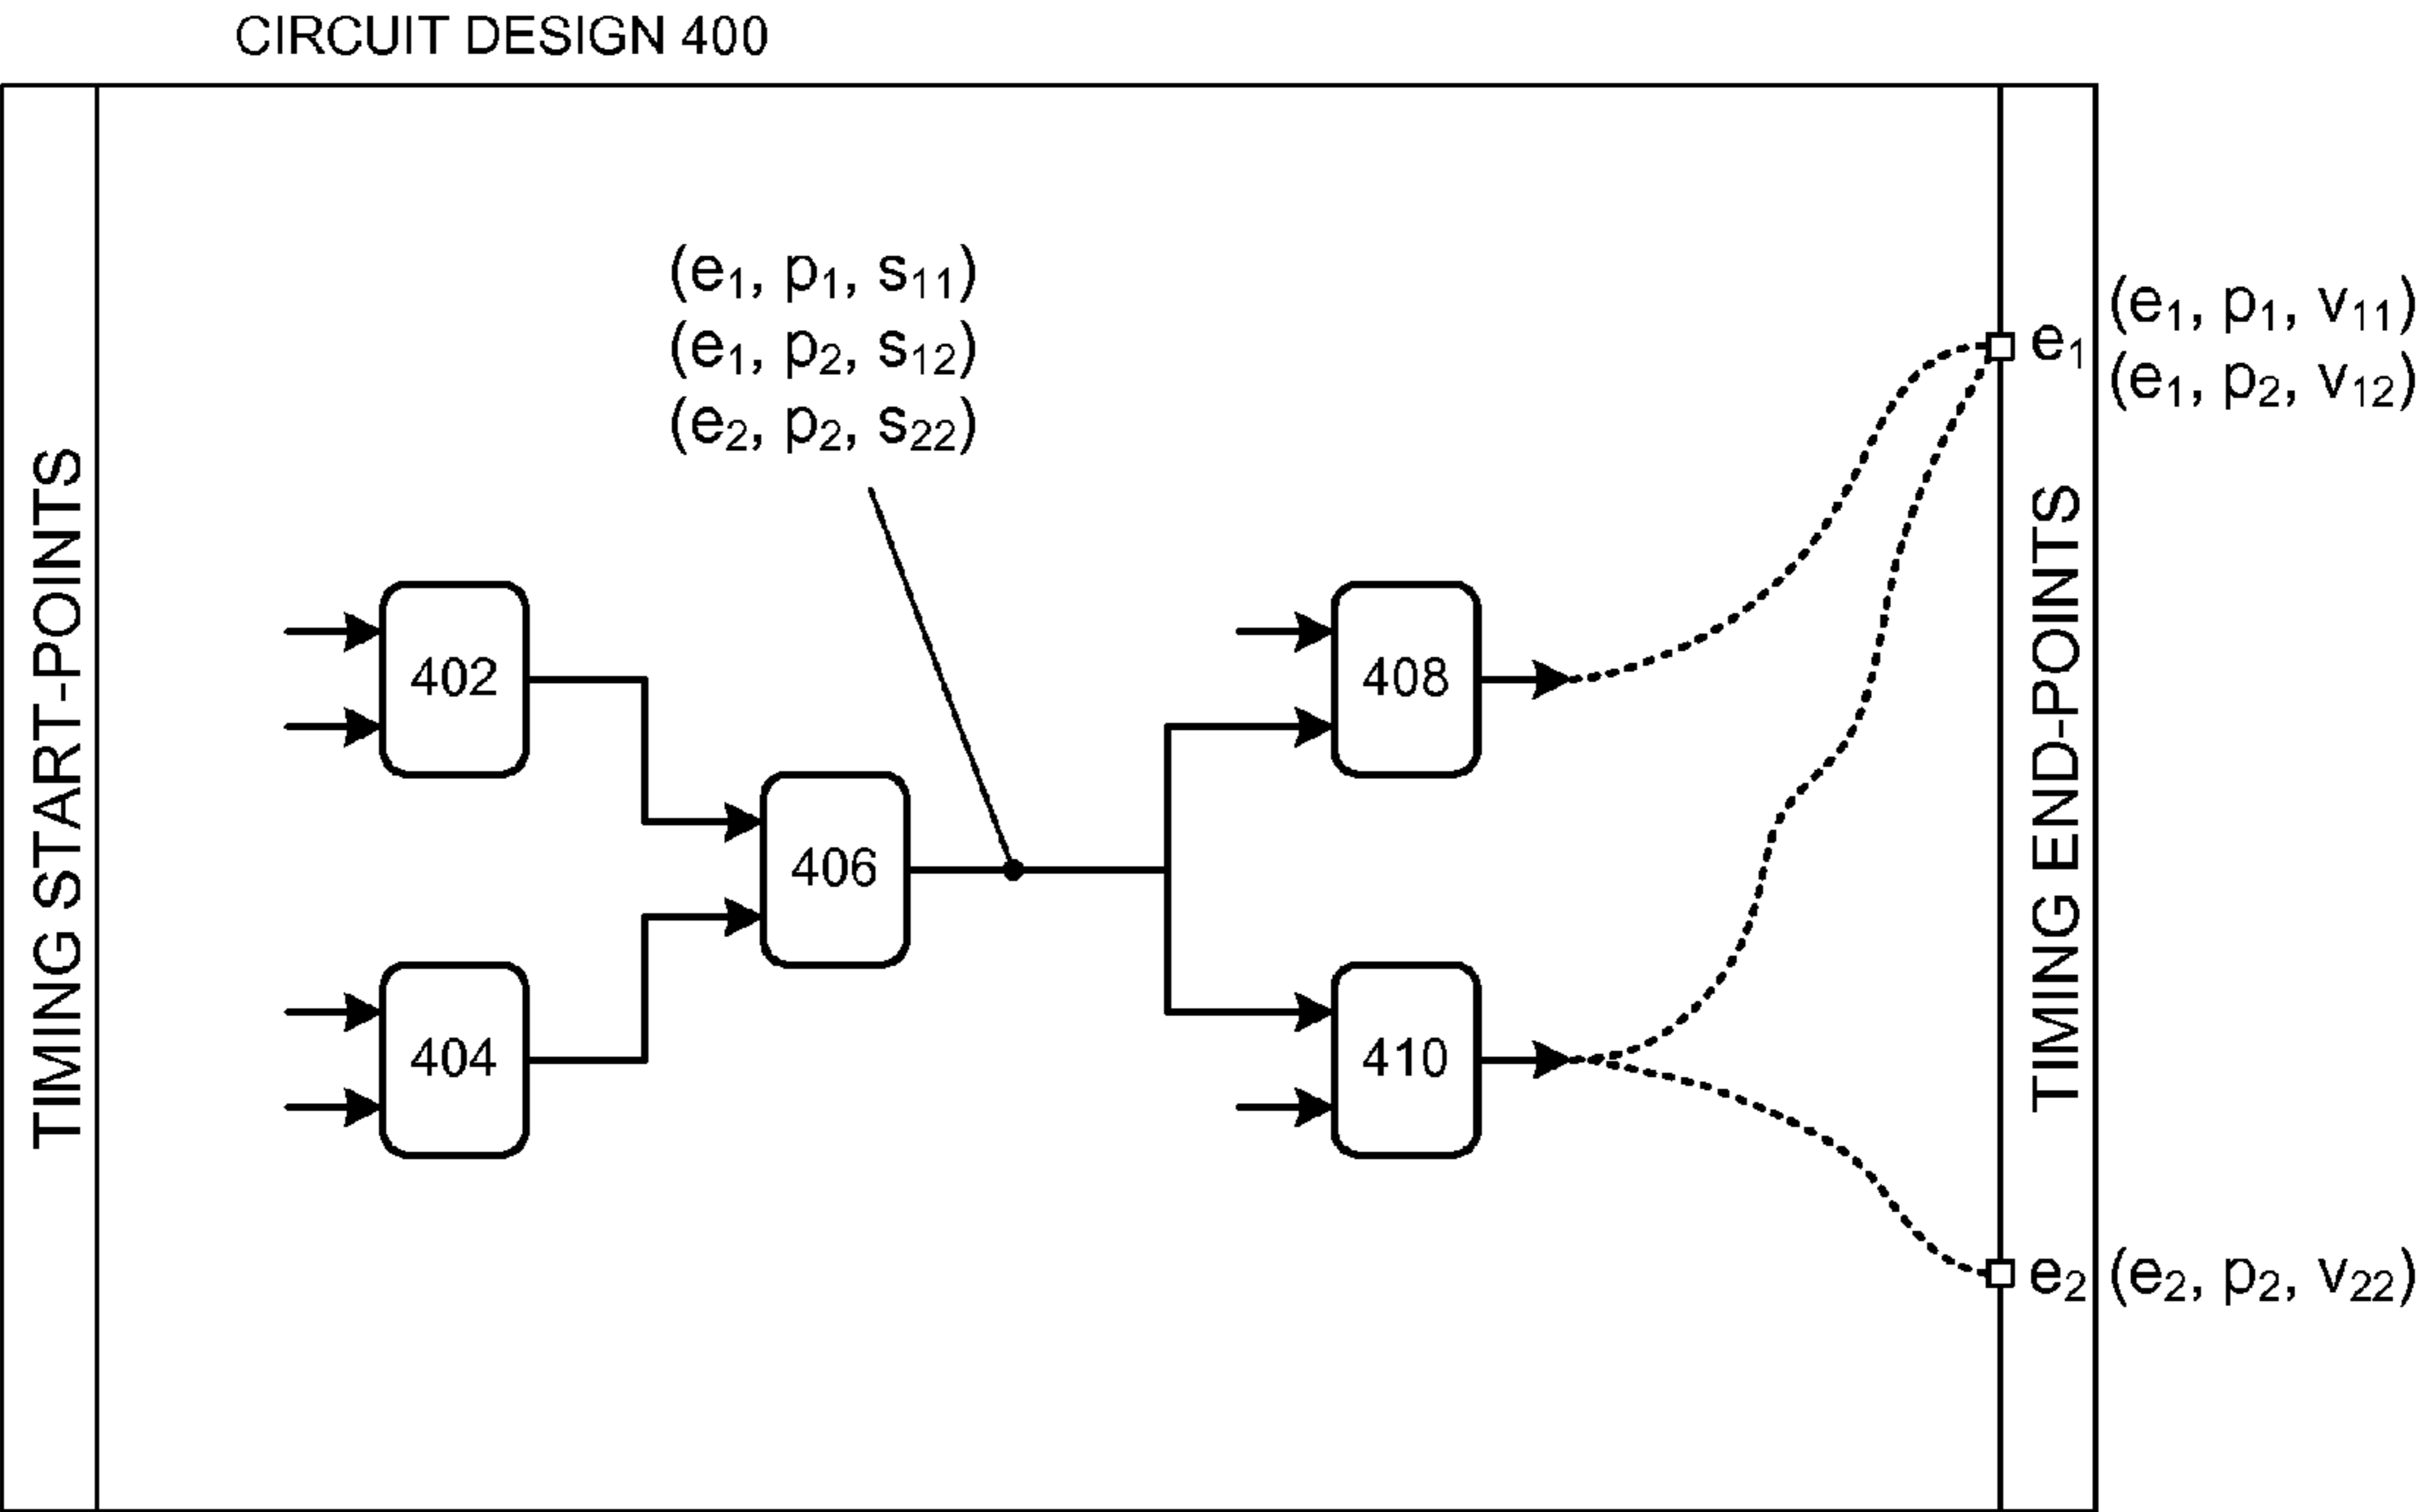 CIRCUIT DESIGN 400
TIMING START-POINTS
(e₁, p₁, s₁₁)
(e₁, p₂, s₁₂)
(e₂, p₂, s₂₂)
402
404
406
408
410
TIMING END-POINTS
e₁
(e₁, p₁, v₁₁)
(e₁, p₂, v₁₂)
e₂ (e₂, p₂, v₂₂)